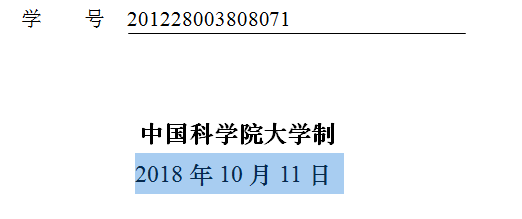 学 号 201228003808071
中国科学院大学制
2018 年 10 月 11 日